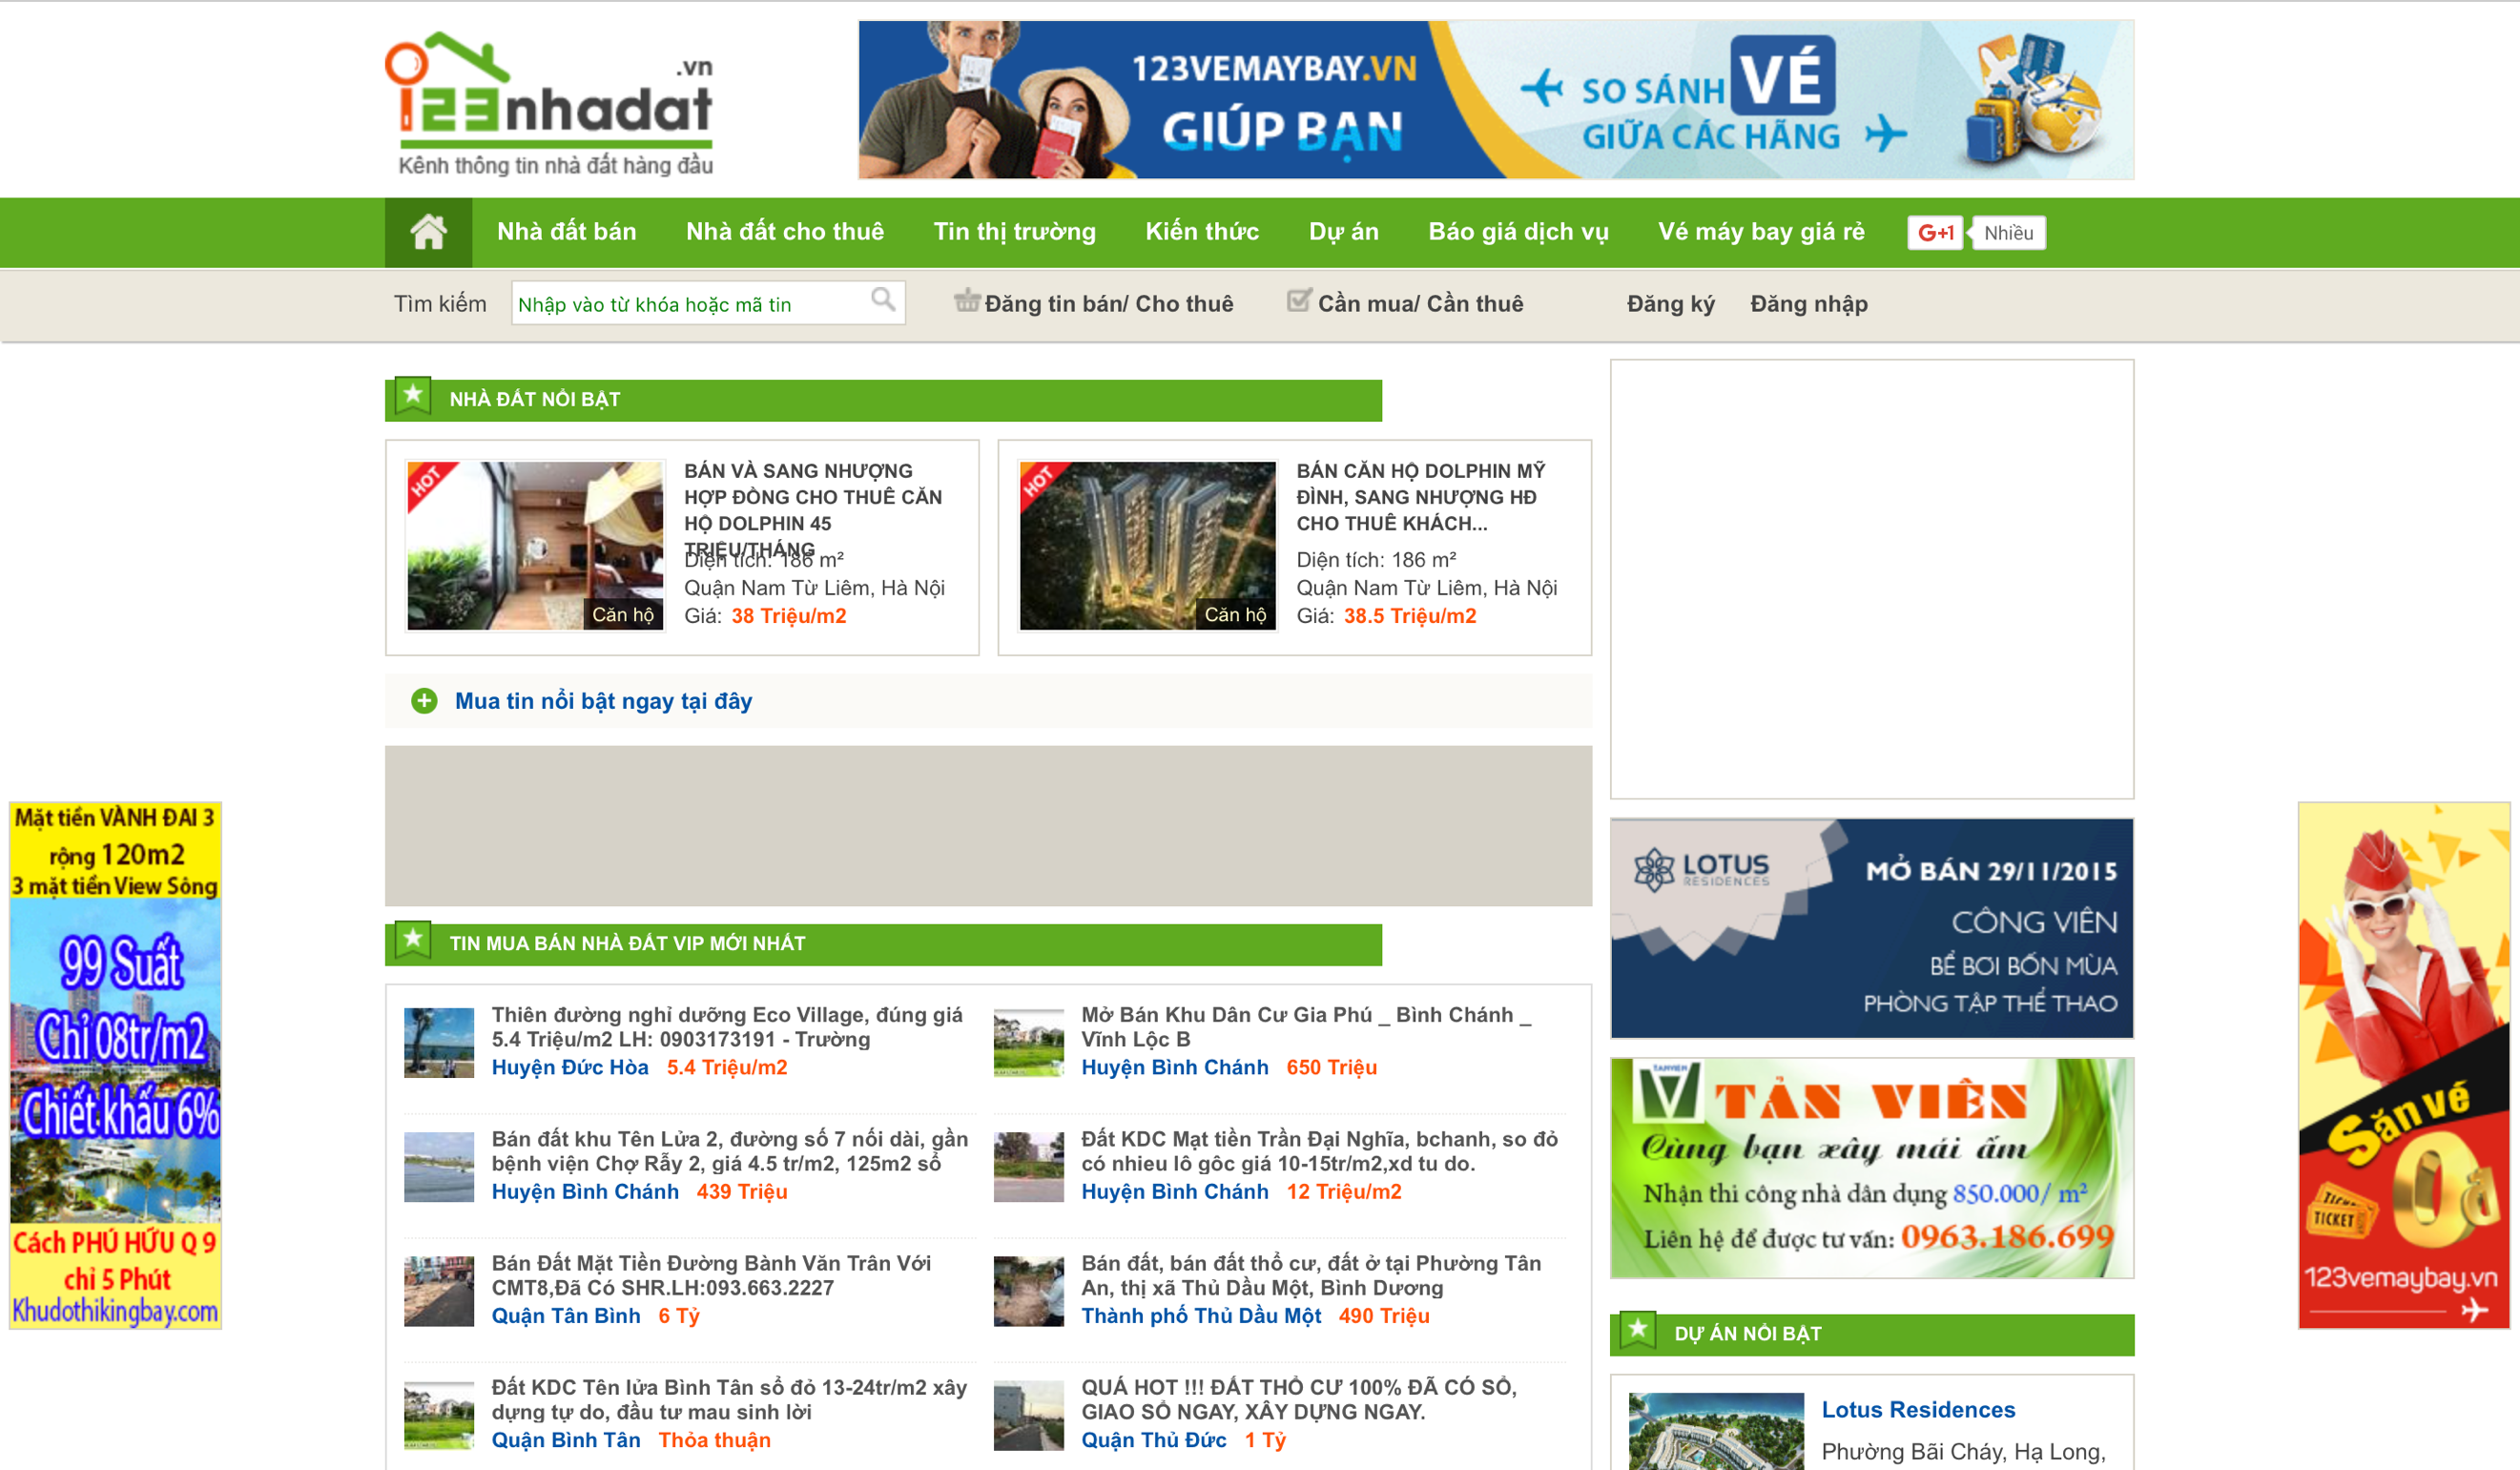 123nhadat.vn
Kênh thông tin nhà đất hàng đầu
123VEMAYBAY.VN
GIÚP BẠN
SO SÁNH VÉ
GIỮA CÁC HÃNG
Nhà đất bán Nhà đất cho thuê Tin thị trường Kiến thức Dự án Báo giá dịch vụ Vé máy bay giá rẻ G+1 Nhiều
Tìm kiếm Nhập vào từ khóa hoặc mã tin Đăng tin bán/ Cho thuê Cần mua/ Cần thuê Đăng ký Đăng nhập
NHÀ ĐẤT NỔI BẬT
HOT
Căn hộ
BÁN VÀ SANG NHƯỢNG
HỢP ĐỒNG CHO THUÊ CĂN
HỘ DOLPHIN 45
TRIỆU/THÁNG
Diện tích: 186 m²
Quận Nam Từ Liêm, Hà Nội
Giá: 38 Triệu/m2
HOT
Căn hộ
BÁN CĂN HỘ DOLPHIN MỸ
ĐÌNH, SANG NHƯỢNG HĐ
CHO THUÊ KHÁCH...
Diện tích: 186 m²
Quận Nam Từ Liêm, Hà Nội
Giá: 38.5 Triệu/m2
Mua tin nổi bật ngay tại đây
TIN MUA BÁN NHÀ ĐẤT VIP MỚI NHẤT
Thiên đường nghỉ dưỡng Eco Village, đúng giá
5.4 Triệu/m2 LH: 0903173191 - Trường
Huyện Đức Hòa 5.4 Triệu/m2
Mở Bán Khu Dân Cư Gia Phú _ Bình Chánh _
Vĩnh Lộc B
Huyện Bình Chánh 650 Triệu
Bán đất khu Tên Lửa 2, đường số 7 nối dài, gần
bệnh viện Chợ Rẫy 2, giá 4.5 tr/m2, 125m2 sổ
Huyện Bình Chánh 439 Triệu
Đất KDC Mạt tiền Trần Đại Nghĩa, bchanh, so đỏ
có nhieu lô gôc giá 10-15tr/m2,xd tu do.
Huyện Bình Chánh 12 Triệu/m2
Bán Đất Mặt Tiền Đường Bành Văn Trân Với
CMT8,Đã Có SHR.LH:093.663.2227
Quận Tân Bình 6 Tỷ
Bán đất, bán đất thổ cư, đất ở tại Phường Tân
An, thị xã Thủ Dầu Một, Bình Dương
Thành phố Thủ Dầu Một 490 Triệu
Đất KDC Tên lửa Bình Tân sổ đỏ 13-24tr/m2 xây
dựng tự do, đầu tư mau sinh lời
Quận Bình Tân Thỏa thuận
QUÁ HOT !!! ĐẤT THỔ CƯ 100% ĐÃ CÓ SỔ,
GIAO SỔ NGAY, XÂY DỰNG NGAY.
Quận Thủ Đức 1 Tỷ
Mặt tiền VÀNH ĐAI 3
rộng 120m2
3 mặt tiền View Sông
99 Suất
Chỉ 08tr/m2
Chiết khấu 6%
Cách PHÚ HỮU Q 9
chỉ 5 Phút
Khudothikingbay.com
LOTUS
RESIDENCES
MỞ BÁN 29/11/2015
CÔNG VIÊN
BỂ BƠI BỐN MÙA
PHÒNG TẬP THỂ THAO
TANVIEN
TẢN VIÊN
Cùng bạn xây mái ấm
Nhận thi công nhà dân dụng 850.000/ m²
Liên hệ để được tư vấn: 0963.186.699
DỰ ÁN NỔI BẬT
Lotus Residences
Phường Bãi Cháy, Hạ Long,
Săn vé
0đ
TICKET
TICKET
123vemaybay.vn